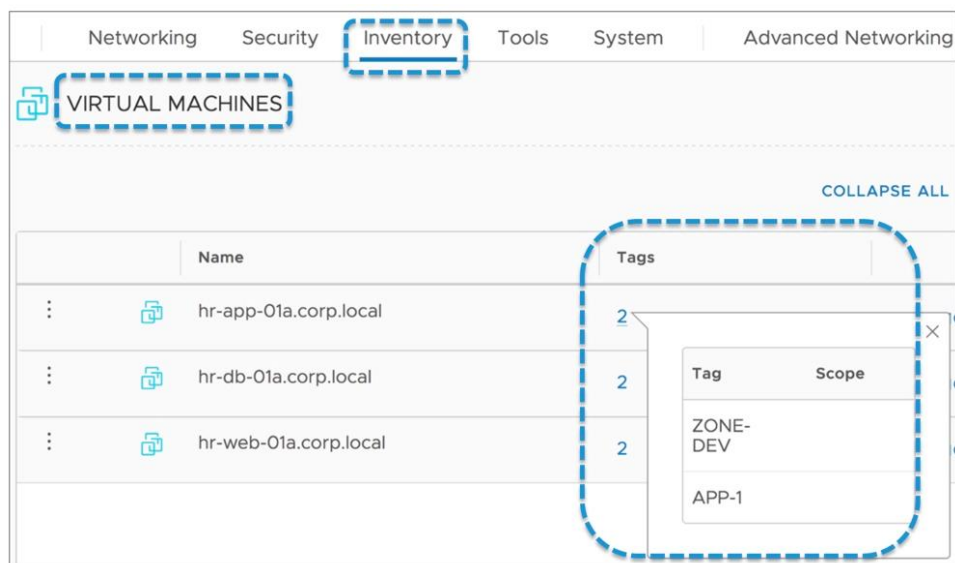 Networking Security Inventory Tools System Advanced Networking
VIRTUAL MACHINES
COLLAPSE ALL
Name Tags
hr-app-01a.corp.local 2
hr-db-01a.corp.local 2
hr-web-01a.corp.local 2
Tag Scope
ZONE-
DEV
APP-1